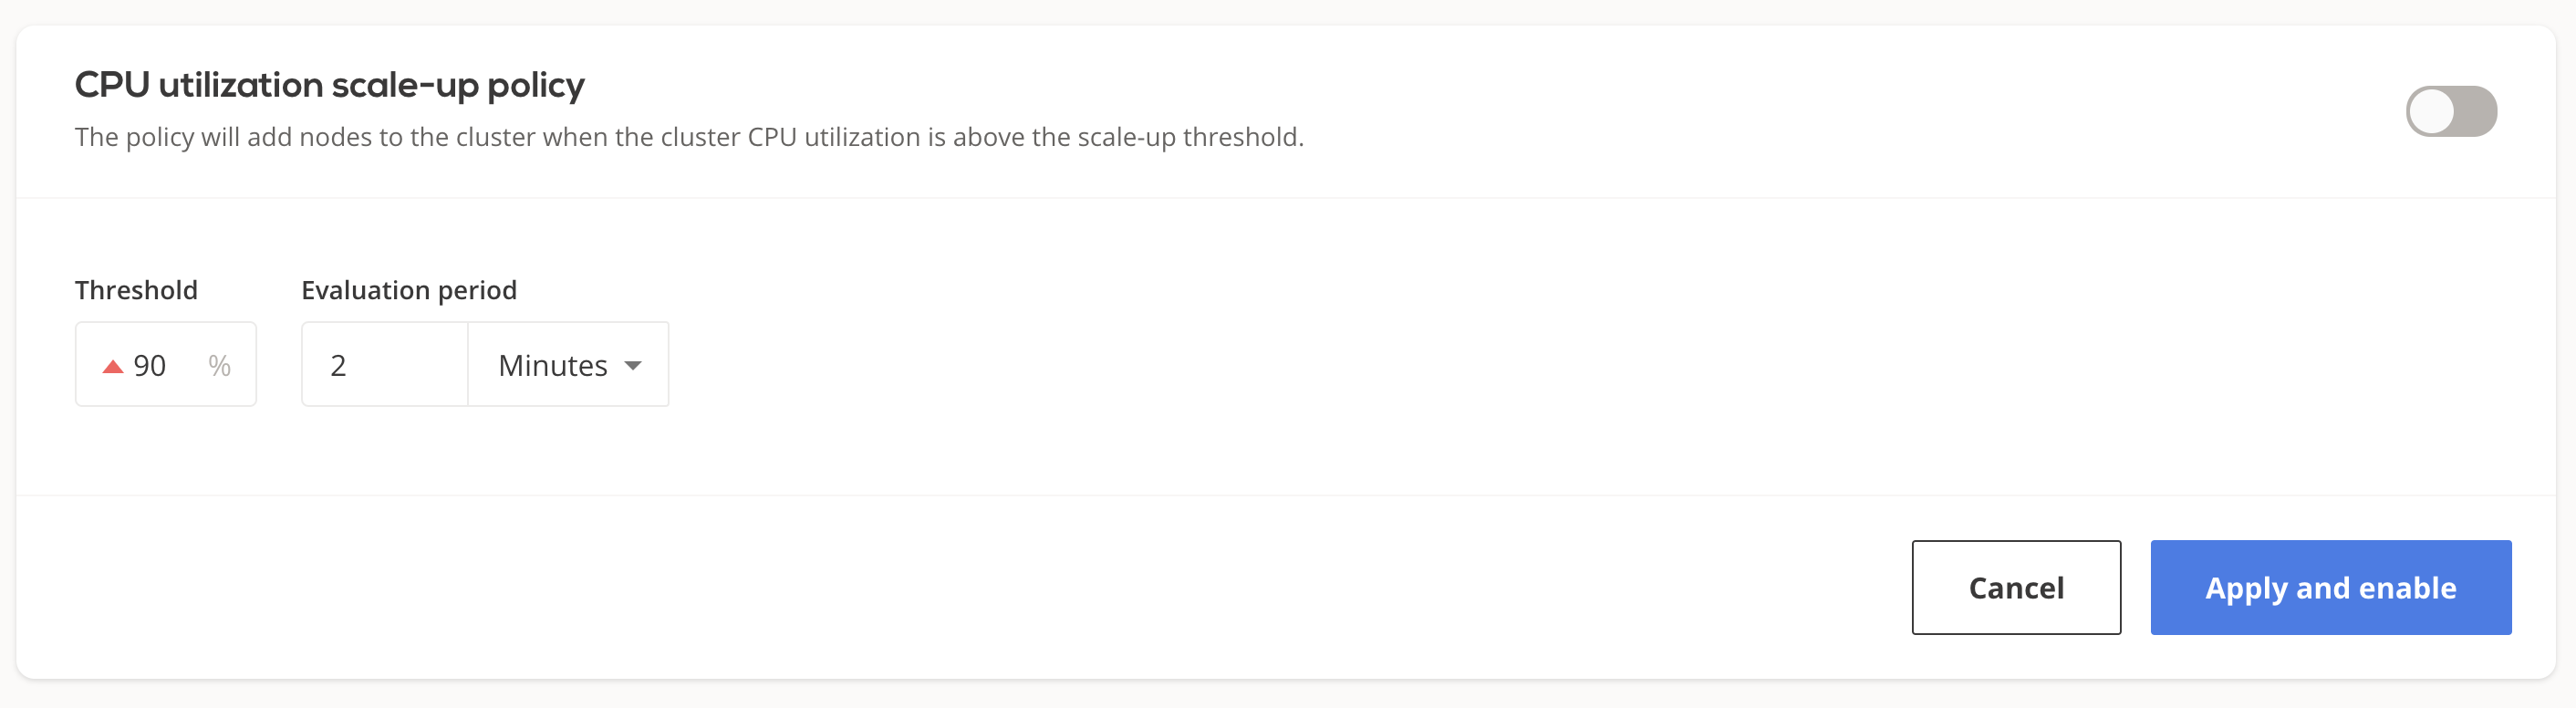 CPU utilization scale-up policy
The policy will add nodes to the cluster when the cluster CPU utilization is above the scale-up threshold.
Threshold Evaluation period
90 % 2 Minutes
Cancel Apply and enable